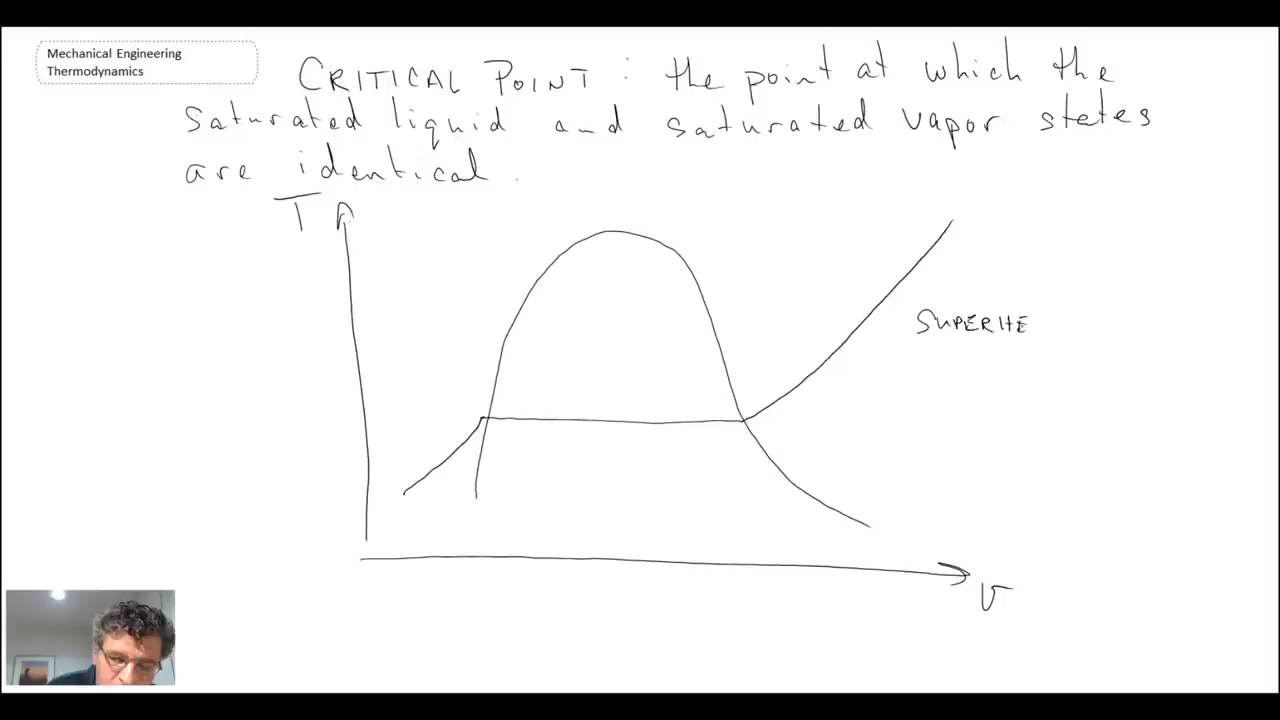 Mechanical Engineering
Thermodynamics
CRITICAL POINT : the point at which the
saturated liquid and saturated vapor states
are identical.
T
SUPERHE
v